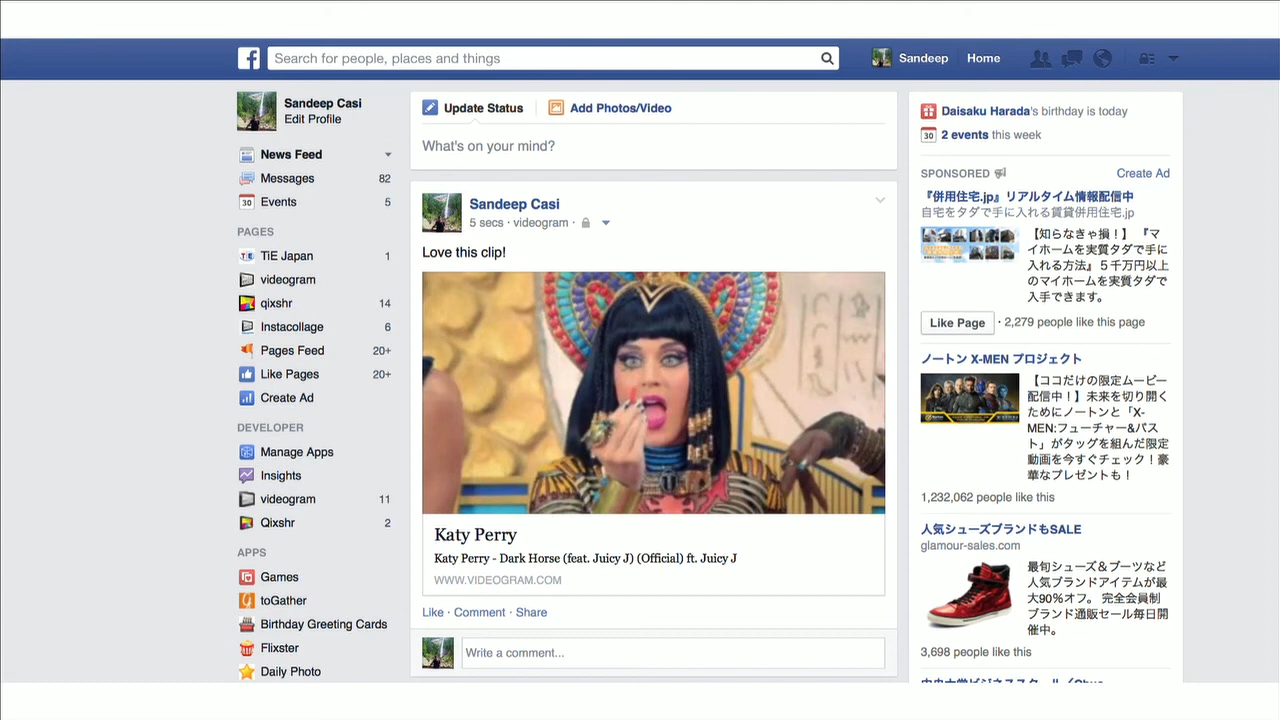 Search for people, places and things
Sandeep
Home
Sandeep Casi
Edit Profile
News Feed
Messages 82
30 Events 5
PAGES
TiE Japan 1
videogram
qixshr 14
Instacollage 6
Pages Feed 20+
Like Pages 20+
Create Ad
DEVELOPER
Manage Apps
Insights
videogram 11
Qixshr 2
APPS
Games
toGather
Birthday Greeting Cards
Flixster
Daily Photo
Update Status
Add Photos/Video
What's on your mind?
Sandeep Casi
5 secs · videogram ·
Love this clip!
Katy Perry
Katy Perry - Dark Horse (feat. Juicy J) (Official) ft. Juicy J
WWW.VIDEOGRAM.COM
Like · Comment · Share
Write a comment...
Daisaku Harada's birthday is today
30 2 events this week
SPONSORED
Create Ad
『併用住宅.jp』リアルタイム情報配信中
自宅をタダで手に入れる賃貸併用住宅.jp
【知らなきゃ損！】『マ
イホームを実質タダで手に
入れる方法』５千万円以上
のマイホームを実質タダで
入手できます。
Like Page · 2,279 people like this page
ノートン X-MEN プロジェクト
【ココだけの限定ムービー
配信中！】未来を切り開く
ためにノートンと「X-
MEN:フューチャー&パス
ト」がタッグを組んだ限定
動画を今すぐチェック！豪
華なプレゼントも！
1,232,062 people like this
人気シューズブランドもSALE
glamour-sales.com
最旬シューズ＆ブーツなど
人気ブランドアイテムが最
大90％オフ。 完全会員制
ブランド通販セール毎日開
催中。
3,698 people like this